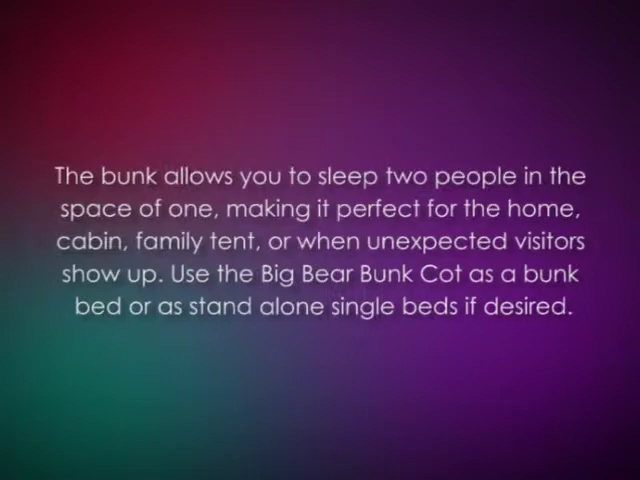 The bunk allows you to sleep two people in the
space of one, making it perfect for the home,
cabin, family tent, or when unexpected visitors
show up. Use the Big Bear Bunk Cot as a bunk
bed or as stand alone single beds if desired.